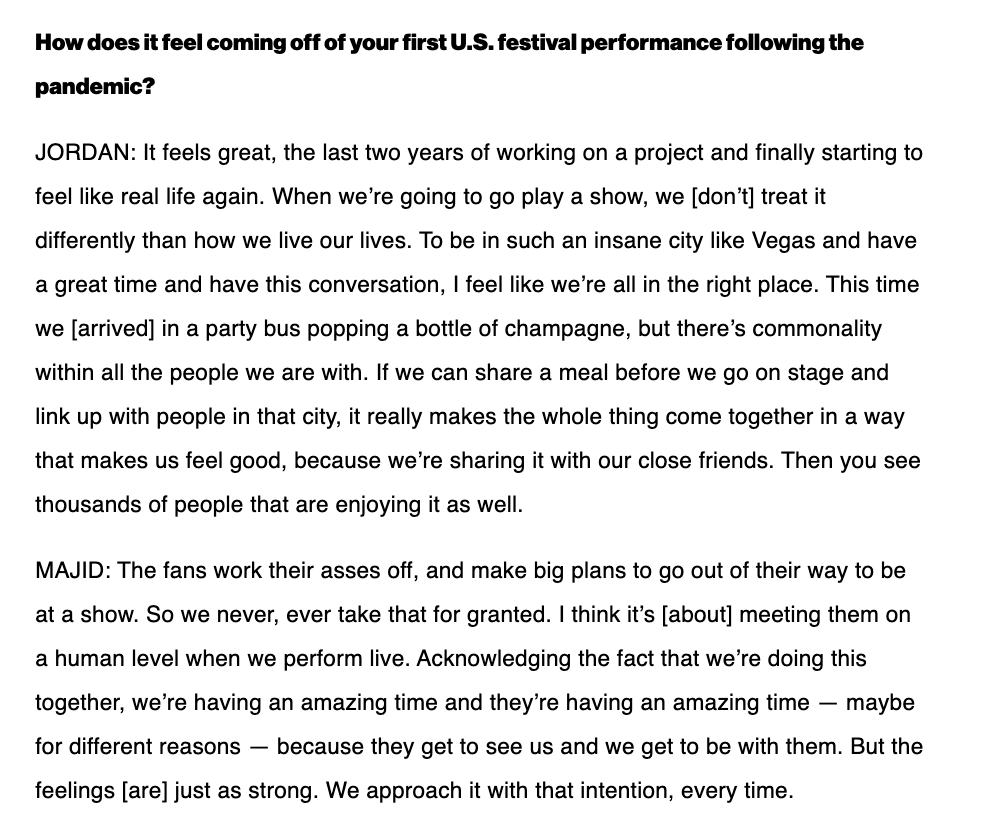 How does it feel coming off of your first U.S. festival performance following the
pandemic?
JORDAN: It feels great, the last two years of working on a project and finally starting to
feel like real life again. When we’re going to go play a show, we [don’t] treat it
differently than how we live our lives. To be in such an insane city like Vegas and have
a great time and have this conversation, I feel like we’re all in the right place. This time
we [arrived] in a party bus popping a bottle of champagne, but there’s commonality
within all the people we are with. If we can share a meal before we go on stage and
link up with people in that city, it really makes the whole thing come together in a way
that makes us feel good, because we’re sharing it with our close friends. Then you see
thousands of people that are enjoying it as well.
MAJID: The fans work their asses off, and make big plans to go out of their way to be
at a show. So we never, ever take that for granted. I think it’s [about] meeting them on
a human level when we perform live. Acknowledging the fact that we’re doing this
together, we’re having an amazing time and they’re having an amazing time — maybe
for different reasons — because they get to see us and we get to be with them. But the
feelings [are] just as strong. We approach it with that intention, every time.